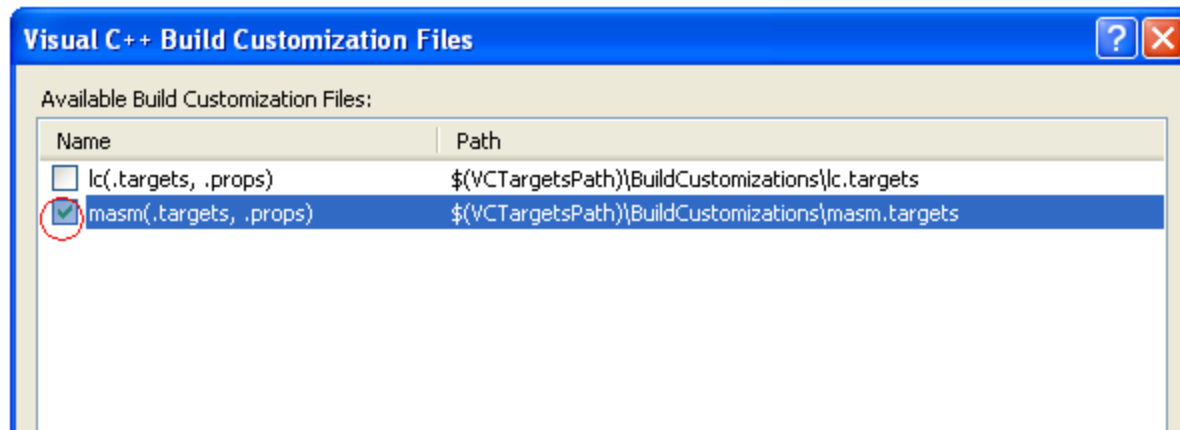 Visual C++ Build Customization Files
Available Build Customization Files:
Name Path
lc(.targets, .props) $(VCTargetsPath)\BuildCustomizations\lc.targets
masm(.targets, .props) $(VCTargetsPath)\BuildCustomizations\masm.targets